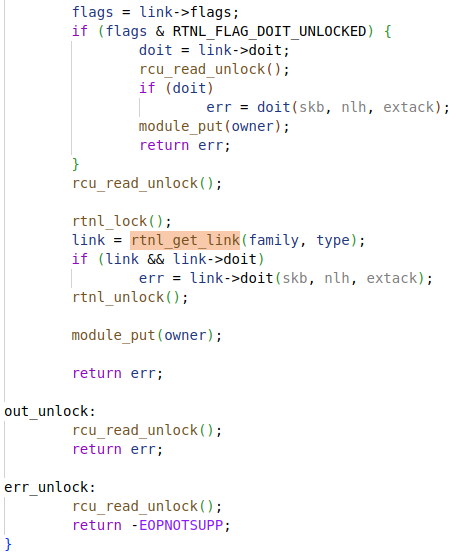 flags = link->flags;
if (flags & RTNL_FLAG_DOIT_UNLOCKED) {
doit = link->doit;
rcu_read_unlock();
if (doit)
err = doit(skb, nlh, extack);
module_put(owner);
return err;
}
rcu_read_unlock();
rtnl_lock();
link = rtnl_get_link(family, type);
if (link && link->doit)
err = link->doit(skb, nlh, extack);
rtnl_unlock();
module_put(owner);
return err;
out_unlock:
rcu_read_unlock();
return err;
err_unlock:
rcu_read_unlock();
return -EOPNOTSUPP;
}